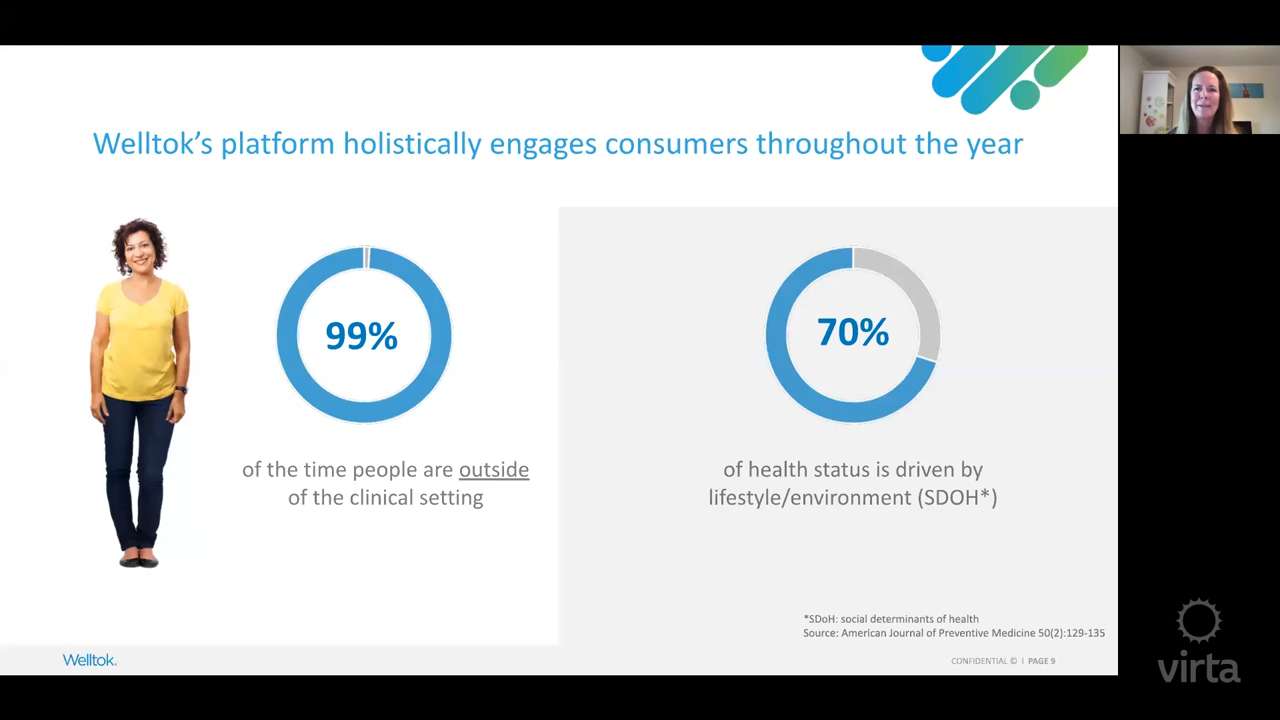 Welltok's platform holistically engages consumers throughout the year
99%
of the time people are outside
of the clinical setting
70%
of health status is driven by
lifestyle/environment (SDOH*)
*SDoH: social determinants of health
Source: American Journal of Preventive Medicine 50(2):129-135
Welltok.
CONFIDENTIAL © | PAGE 9
virta